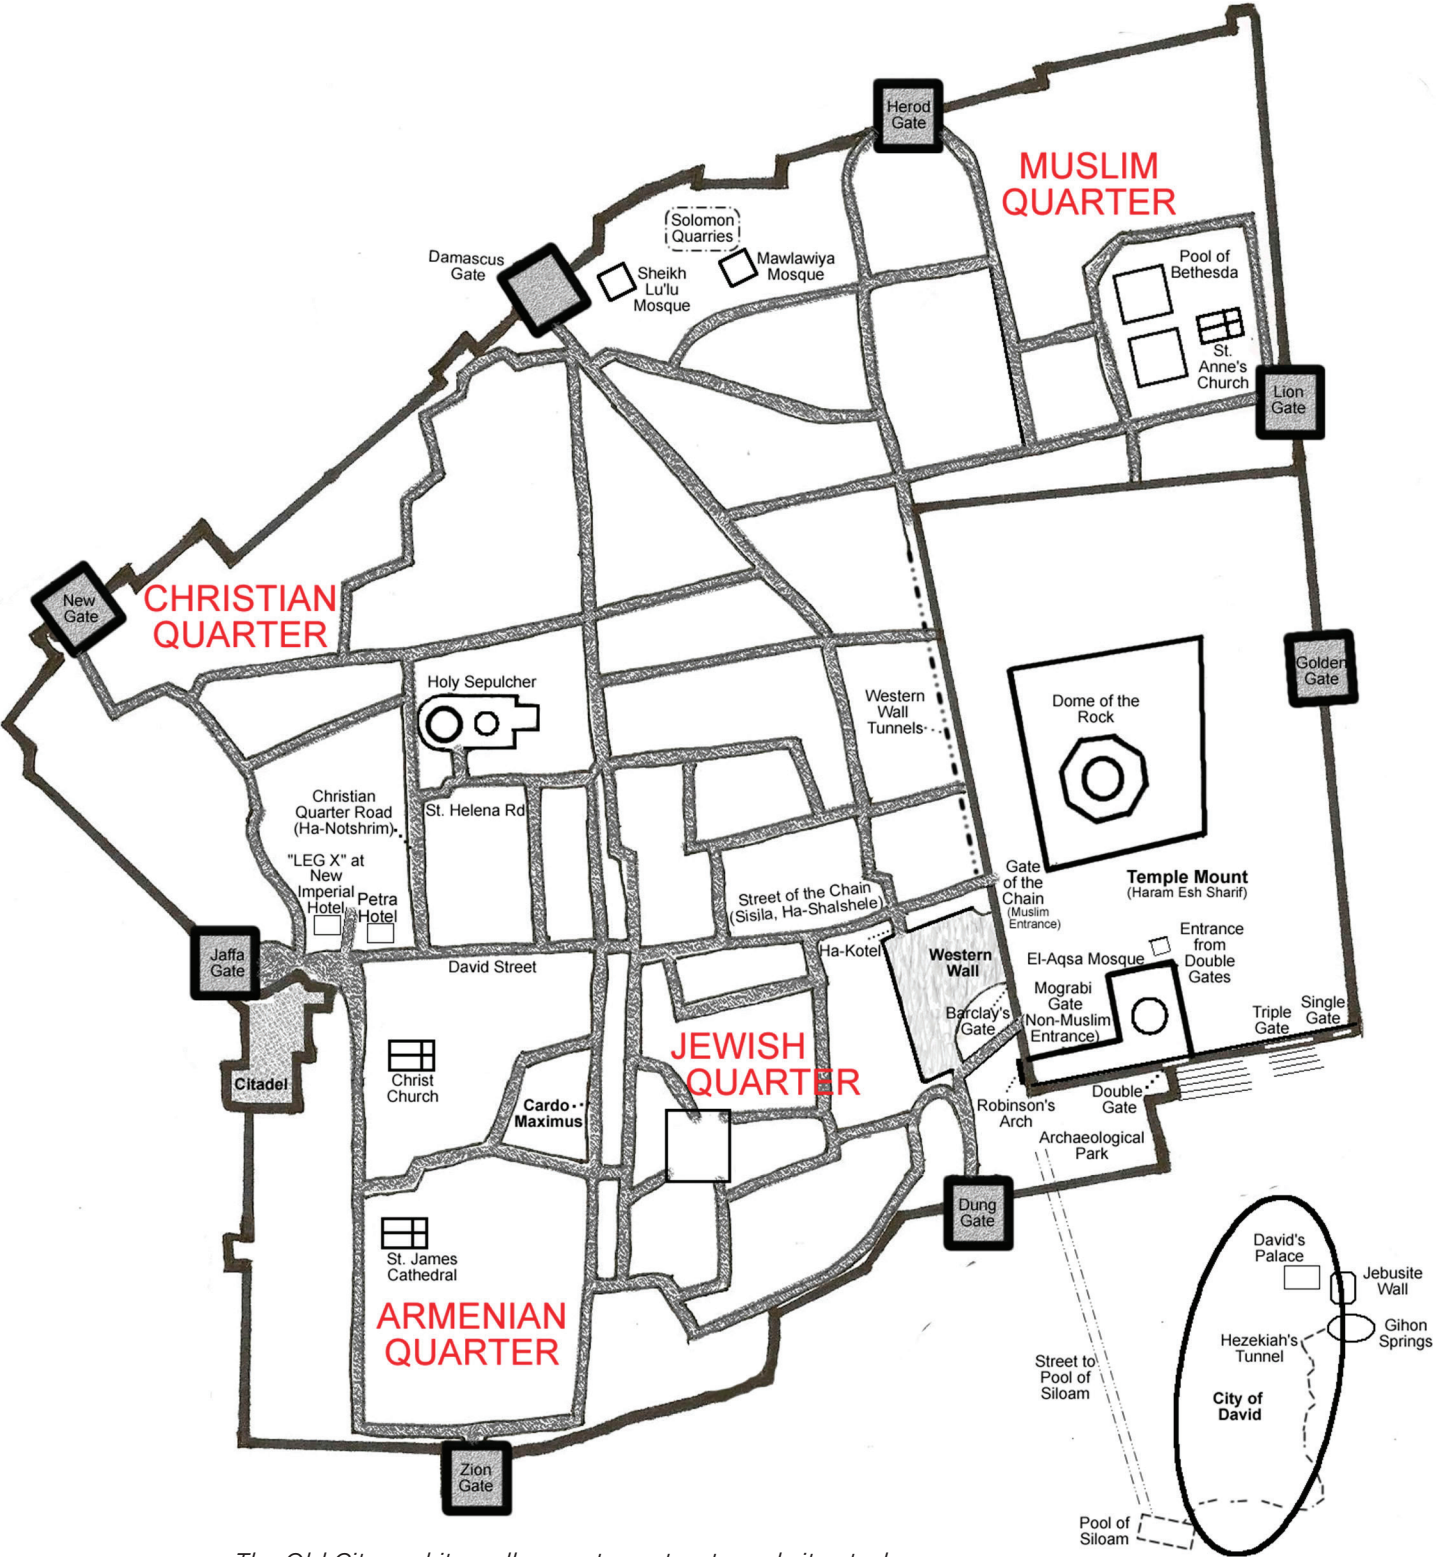 Herod
Gate
MUSLIM
QUARTER
Solomon
Quarries
Damascus
Gate
Sheikh
Lu'lu
Mosque
Mawlawiya
Mosque
Pool of
Bethesda
St.
Anne's
Church
Lion
Gate
New
Gate
CHRISTIAN
QUARTER
Golden
Gate
Holy Sepulcher
Western
Wall
Tunnels
Dome of the
Rock
Christian
Quarter Road
(Ha-Notshrim)
St. Helena Rd
"LEG X" at
New
Imperial
Hotel
Petra
Hotel
Street of the Chain
(Sisila, Ha-Shalshele)
Gate
of the
Chain
(Muslim
Entrance)
Temple Mount
(Haram Esh Sharif)
Jaffa
Gate
David Street
Ha-Kotel
Western
Wall
El-Aqsa Mosque
Entrance
from
Double
Gates
Mograbi
Gate
(Non-Muslim
Entrance)
Barclay's
Gate
Triple
Gate
Single
Gate
Citadel
Christ
Church
JEWISH
QUARTER
Cardo
Maximus
Robinson's
Arch
Double
Gate
Archaeological
Park
St. James
Cathedral
Dung
Gate
ARMENIAN
QUARTER
David's
Palace
Jebusite
Wall
Gihon
Springs
Hezekiah's
Tunnel
Street to
Pool of
Siloam
City of
David
Zion
Gate
Pool of
Siloam